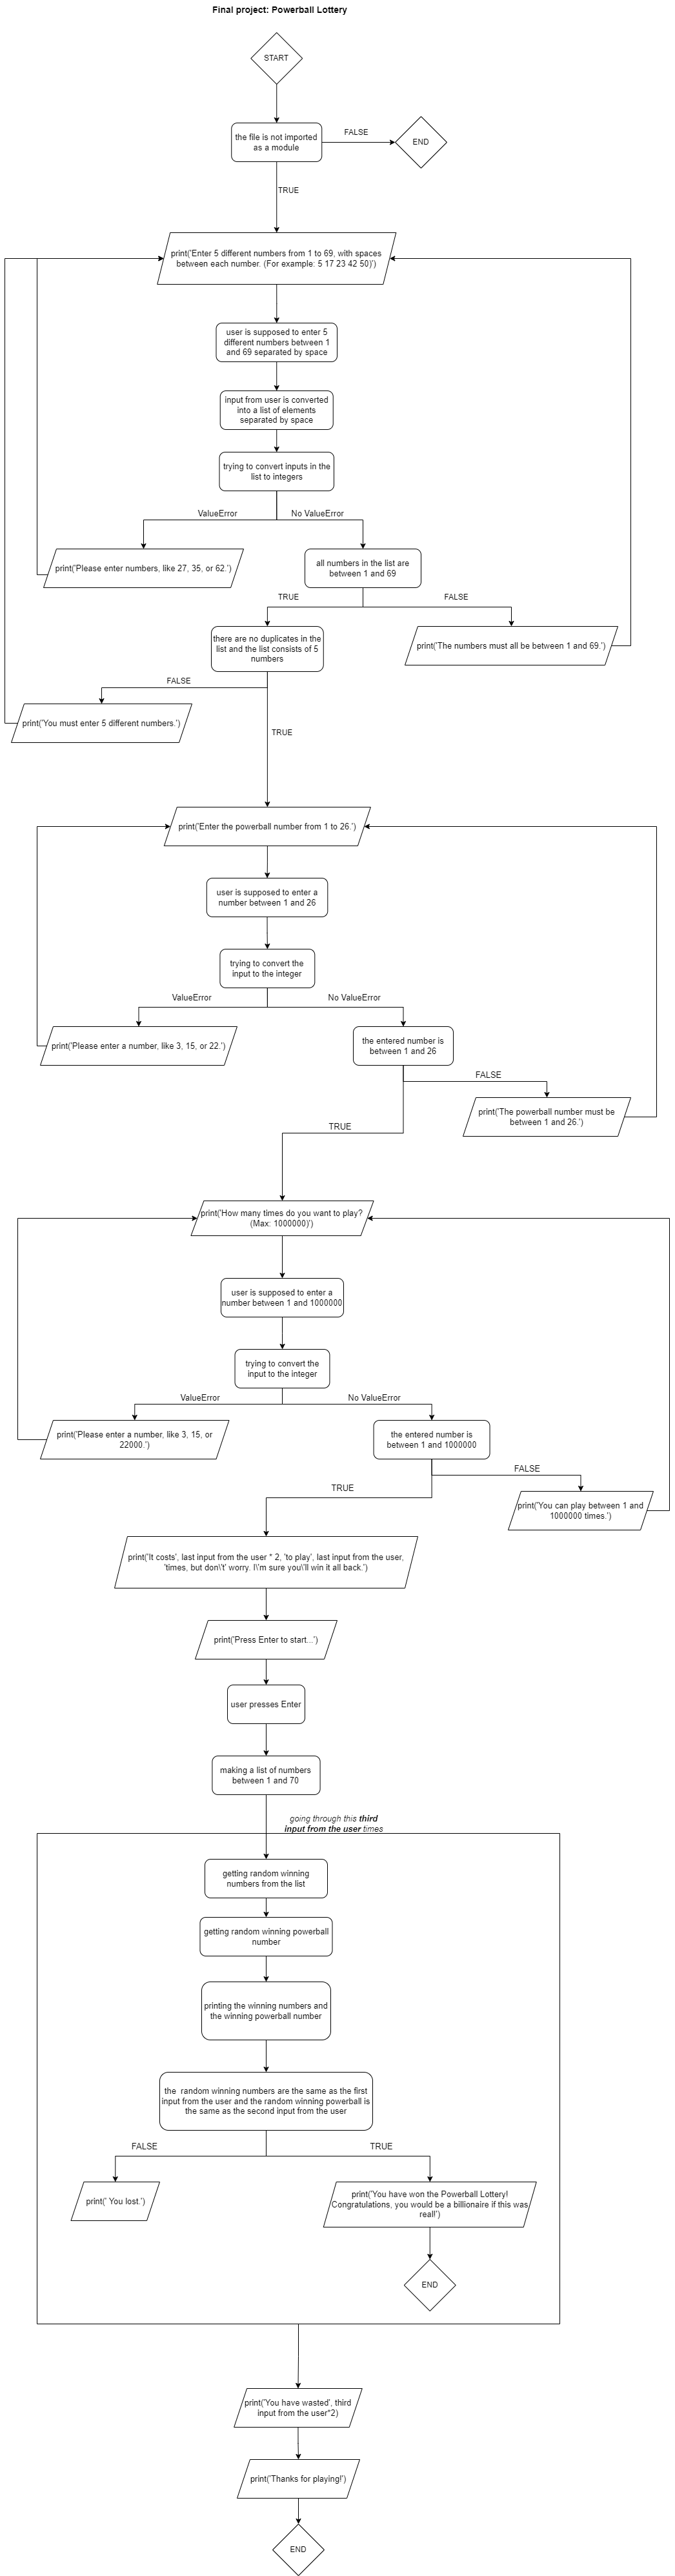 Final project: Powerball Lottery
START
the file is not imported
as a module
FALSE
END
TRUE
print('Enter 5 different numbers from 1 to 69, with spaces
between each number. (For example: 5 17 23 42 50)')
user is supposed to enter 5
different numbers between 1
and 69 separated by space
input from user is converted
into a list of elements
separated by space
trying to convert inputs in the
list to integers
ValueError
No ValueError
print('Please enter numbers, like 27, 35, or 62.')
all numbers in the list are
between 1 and 69
TRUE
FALSE
there are no duplicates in the
list and the list consists of 5
numbers
print('The numbers must all be between 1 and 69.')
FALSE
print('You must enter 5 different numbers.')
TRUE
print('Enter the powerball number from 1 to 26.')
user is supposed to enter a
number between 1 and 26
trying to convert the
input to the integer
ValueError
No ValueError
print('Please enter a number, like 3, 15, or 22.')
the entered number is
between 1 and 26
FALSE
print('The powerball number must be
between 1 and 26.')
TRUE
print('How many times do you want to play?
(Max: 1000000)')
user is supposed to enter a
number between 1 and 1000000
trying to convert the
input to the integer
ValueError
No ValueError
print('Please enter a number, like 3, 15, or
22000.')
the entered number is
between 1 and 1000000
FALSE
TRUE
print('You can play between 1 and
1000000 times.')
print('It costs', last input from the user * 2, 'to play', last input from the user,
'times, but don\'t' worry. I\'m sure you\'ll win it all back.')
print('Press Enter to start...')
user presses Enter
making a list of numbers
between 1 and 70
going through this third
input from the user times
getting random winning
numbers from the list
getting random winning powerball
number
printing the winning numbers and
the winning powerball number
the random winning numbers are the same as the first
input from the user and the random winning powerball is
the same as the second input from the user
FALSE
TRUE
print(' You lost.')
print('You have won the Powerball Lottery!
Congratulations, you would be a billionaire if this was
real!')
END
print('You have wasted', third
input from the user*2)
print('Thanks for playing!')
END